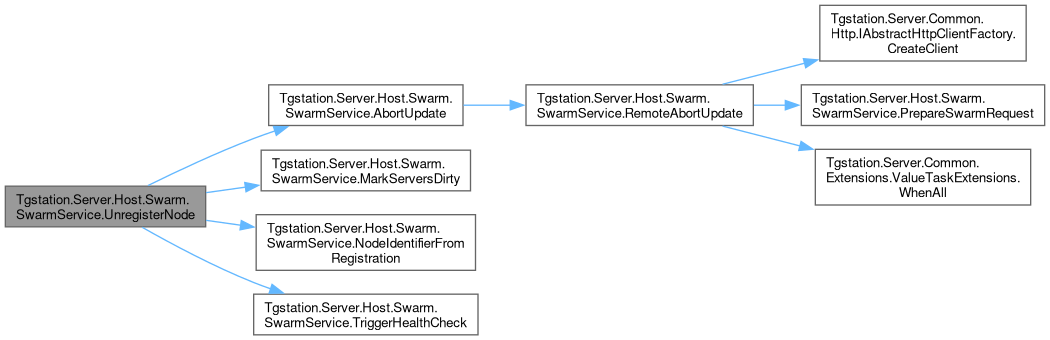 Tgstation.Server.Host.Swarm.
SwarmService.UnregisterNode
Tgstation.Server.Host.Swarm.
SwarmService.AbortUpdate
Tgstation.Server.Host.Swarm.
SwarmService.MarkServersDirty
Tgstation.Server.Host.Swarm.
SwarmService.NodeIdentifierFrom
Registration
Tgstation.Server.Host.Swarm.
SwarmService.TriggerHealthCheck
Tgstation.Server.Host.Swarm.
SwarmService.RemoteAbortUpdate
Tgstation.Server.Common.
Http.IAbstractHttpClientFactory.
CreateClient
Tgstation.Server.Host.Swarm.
SwarmService.PrepareSwarmRequest
Tgstation.Server.Common.
Extensions.ValueTaskExtensions.
WhenAll